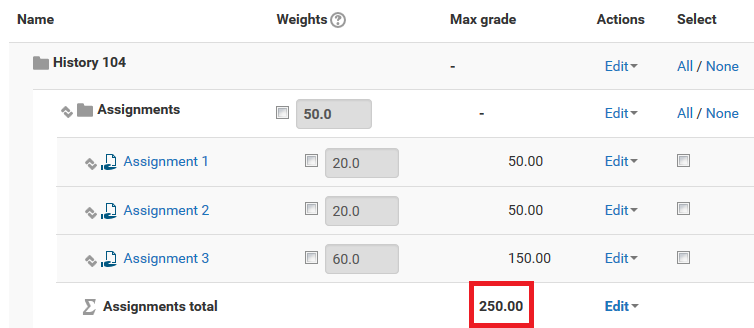 Name Weights ? Max grade Actions Select
History 104 - Edit All / None
Assignments 50.0 - Edit All / None
Assignment 1 20.0 50.00 Edit
Assignment 2 20.0 50.00 Edit
Assignment 3 60.0 150.00 Edit
Σ Assignments total 250.00 Edit